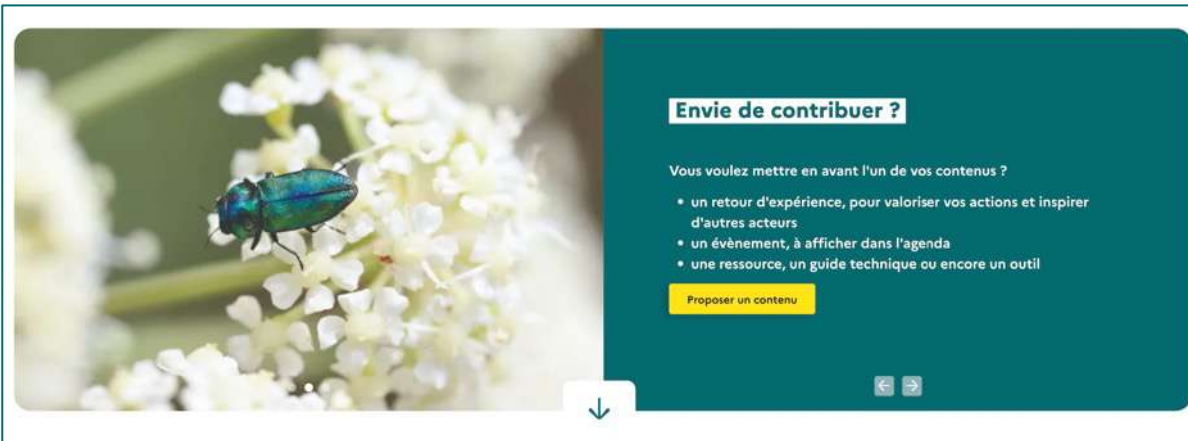 Envie de contribuer ?
Vous voulez mettre en avant l'un de vos contenus ?
• un retour d'expérience, pour valoriser vos actions et inspirer
d'autres acteurs
• un évènement, à afficher dans l'agenda
• une ressource, un guide technique ou encore un outil
Proposer un contenu